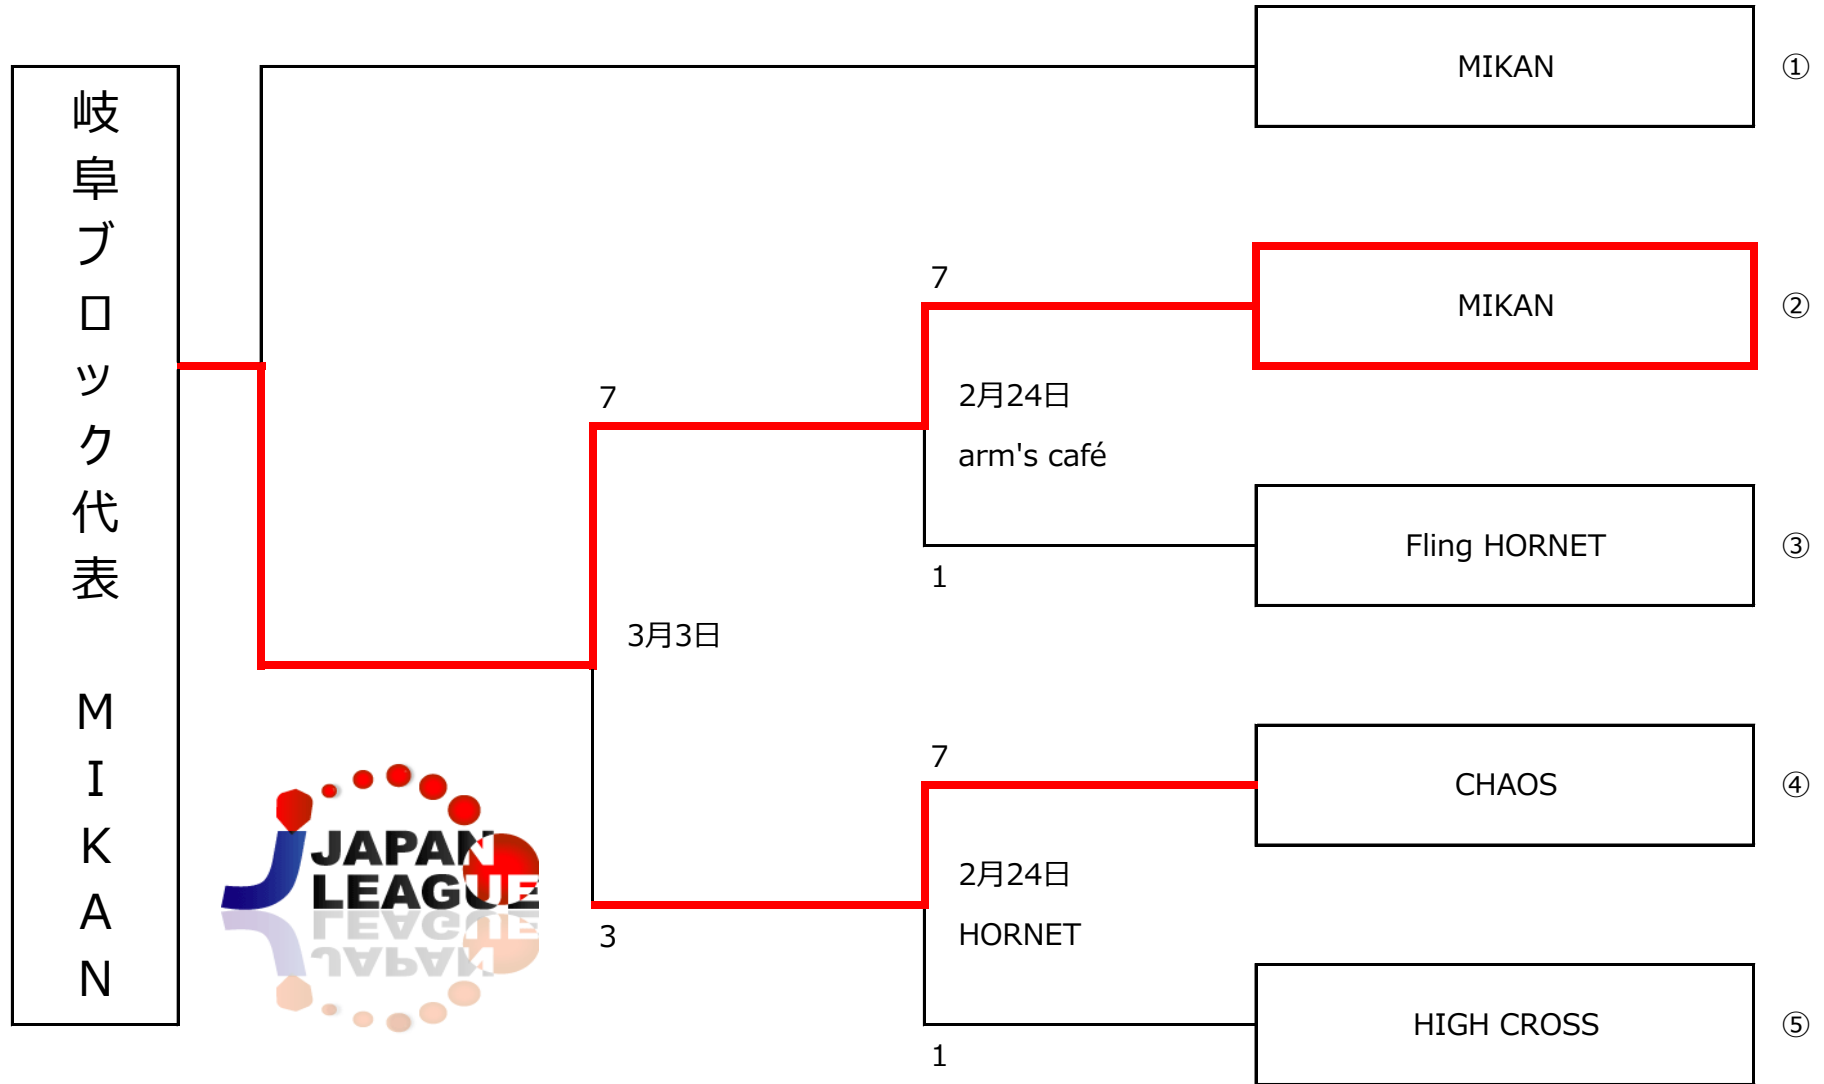 岐阜ブロック代表　MIKAN
MIKAN
①
7
MIKAN
②
7
2月24日
arm's café
Fling HORNET
③
1
3月3日
7
CHAOS
④
2月24日
HORNET
3
HIGH CROSS
⑤
1
JAPAN
LEAGUE